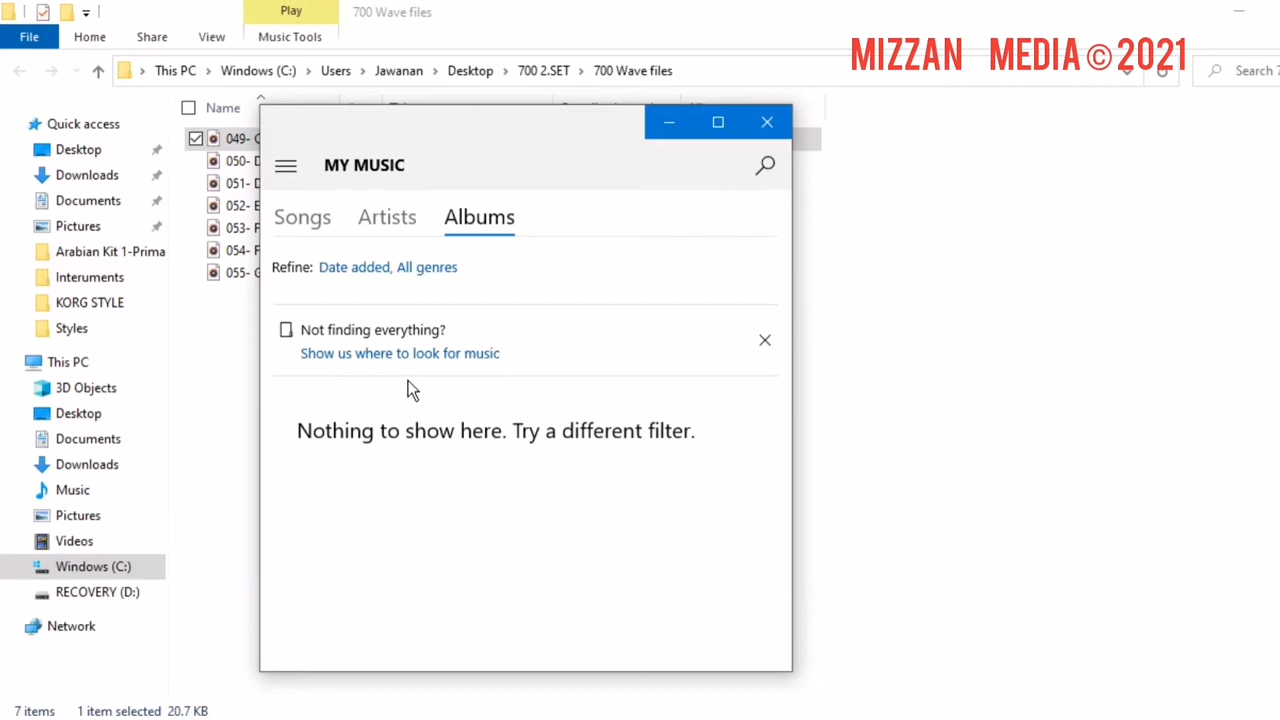 Play
700 Wave files
File
Home
Share
View
Music Tools
MIZZAN MEDIA © 2021
This PC
Windows (C:)
Users
Jawanan
Desktop
700 2.SET
700 Wave files
Search 7
Name
Quick access
Desktop
Downloads
Documents
Pictures
Arabian Kit 1-Prima
Interuments
KORG STYLE
Styles
This PC
3D Objects
Desktop
Documents
Downloads
Music
Pictures
Videos
Windows (C:)
RECOVERY (D:)
Network
049- C
050- D
051- D
052- E
053- F
054- F
055- G
MY MUSIC
Songs
Artists
Albums
Refine: Date added, All genres
Not finding everything?
Show us where to look for music
Nothing to show here. Try a different filter.
7 items
1 item selected 20.7 KB